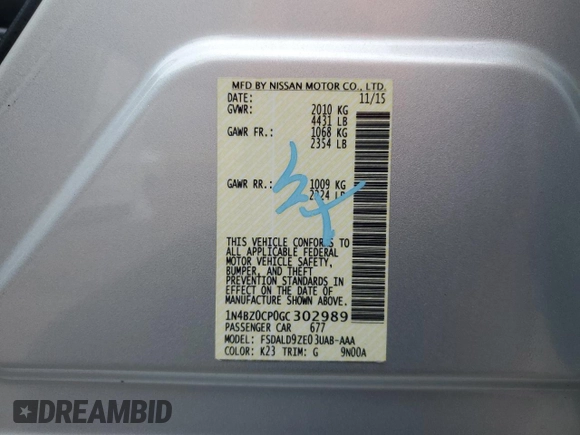 MFD BY NISSAN MOTOR CO., LTD.
DATE: 11/15
GVWR: 2010 KG
4431 LB
GAWR FR.: 1068 KG
2354 LB
GAWR RR.: 1009 KG
2224 LB
THIS VEHICLE CONFORMS TO
ALL APPLICABLE FEDERAL
MOTOR VEHICLE SAFETY,
BUMPER, AND THEFT
PREVENTION STANDARDS IN
EFFECT ON THE DATE OF
MANUFACTURE SHOWN ABOVE.
1N4BZ0CP0GC302989
PASSENGER CAR 677
MODEL: FSDALD9ZE03UAB-AAA
COLOR: K23 TRIM: G 9N00A
DREAMBID